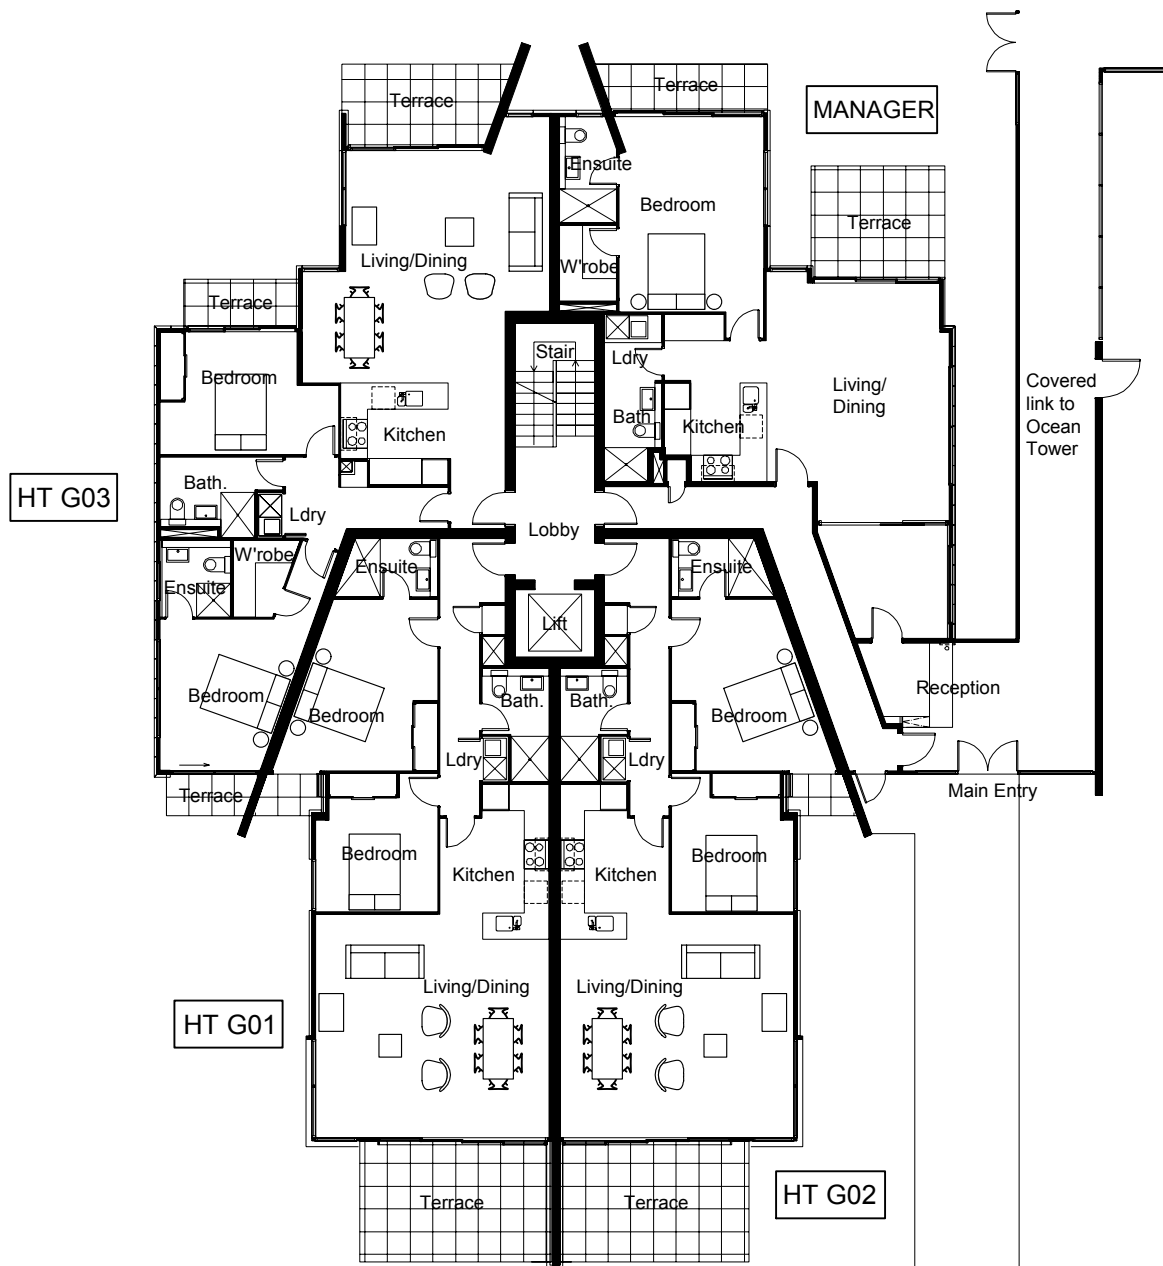 Terrace
Terrace
MANAGER
Ensuite
Bedroom
Terrace
Living/Dining
W'robe
Terrace
Stair
Ldry
Bedroom
Living/
Dining
Covered
link to
Ocean
Tower
Bath
Kitchen
Kitchen
HT G03
Bath.
Ldry
Lobby
W'robe
Ensuite
Ensuite
Ensuite
Lift
Bedroom
Bedroom
Bath.
Bath.
Bedroom
Reception
Ldry
Ldry
Terrace
Main Entry
Bedroom
Kitchen
Kitchen
Bedroom
Living/Dining
Living/Dining
HT G01
Terrace
Terrace
HT G02